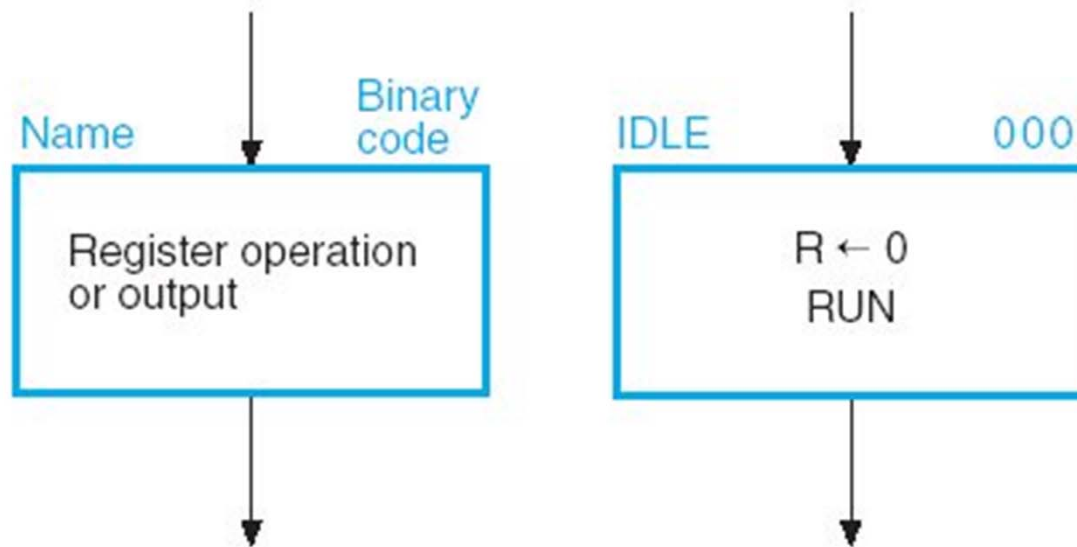 Name
Binary
code
Register operation
or output
IDLE
000
R ← 0
RUN